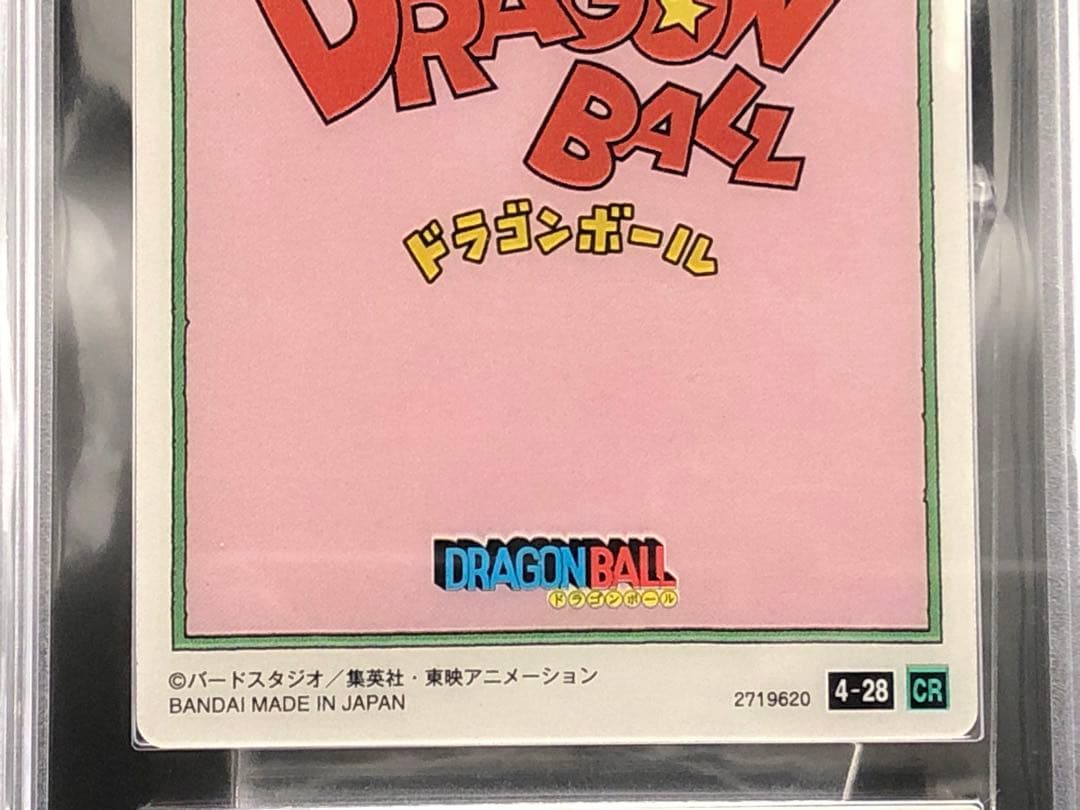 DRAGON
BALL
ドラゴンボール
DRAGON BALL
ドラゴンボール
©バードスタジオ／集英社・東映アニメーション
BANDAI MADE IN JAPAN
2719620 4-28 CR